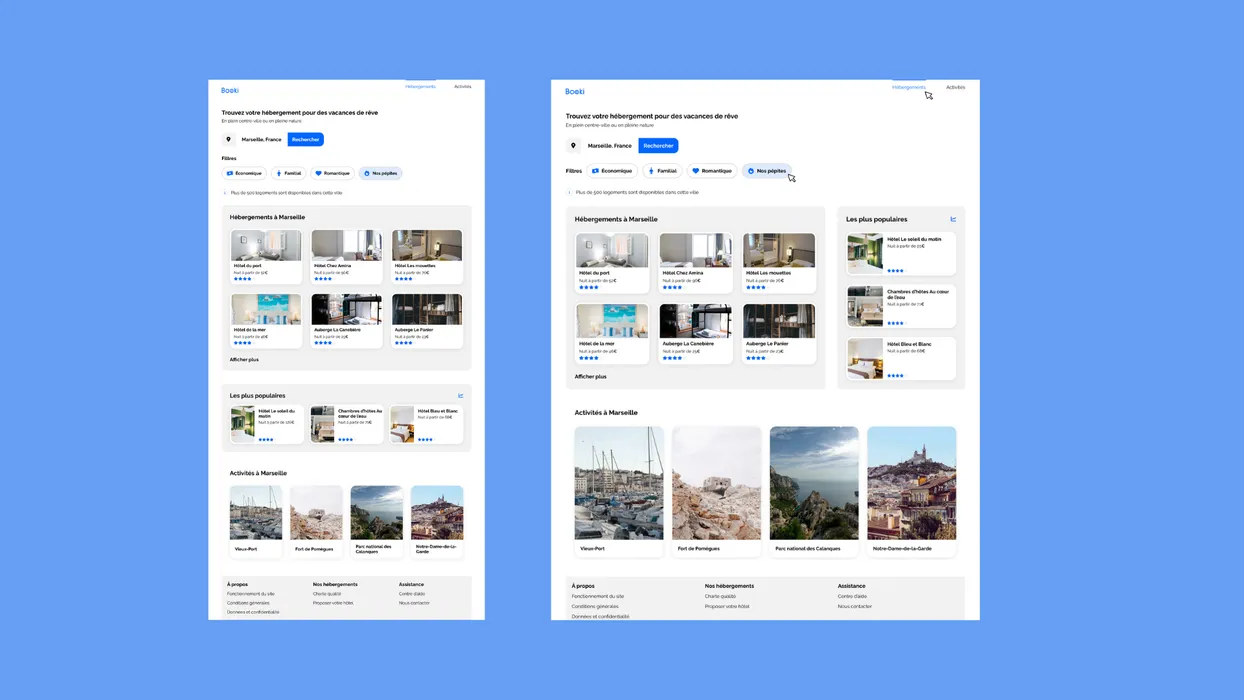 Booki
Hébergements
Activités
Trouvez votre hébergement pour des vacances de rêve
En plein centre-ville ou en pleine nature
Marseille, France
Rechercher
Filtres
Économique
Familial
Romantique
Nos pépites
Plus de 500 logements sont disponibles dans cette ville
Hébergements à Marseille
Hôtel du port
Nuit à partir de 52€
Hôtel Chez Amina
Nuit à partir de
Hôtel Les mouettes
Nuit à partir de 76€
Hôtel de la mer
Nuit à partir de
Auberge La Canebière
Nuit à partir de 25€
Auberge Le Panier
Nuit à partir de 23€
Afficher plus
Les plus populaires
Hôtel Le soleil du
matin
Nuit à partir de
Chambres d'hôtes Au
cœur de l'eau
Nuit à partir de 71€
Hôtel Bleu et Blanc
Nuit à partir de 68€
Activités à Marseille
Vieux-Port
Fort de Pomègues
Parc national des
Calanques
Notre-Dame-de-la-
Garde
À propos
Fonctionnement du site
Conditions générales
Données et confidentialité
Nos hébergements
Charte qualité
Proposer votre hôtel
Assistance
Centre d'aide
Nous contacter
Booki
Hébergements
Activités
Trouvez votre hébergement pour des vacances de rêve
En plein centre-ville ou en pleine nature
Marseille, France
Rechercher
Filtres
Économique
Familial
Romantique
Nos pépites
Plus de 500 logements sont disponibles dans cette ville
Hébergements à Marseille
Hôtel du port
Nuit à partir de 52€
Hôtel Chez Amina
Nuit à partir de
Hôtel Les mouettes
Nuit à partir de 76€
Hôtel de la mer
Nuit à partir de
Auberge La Canebière
Nuit à partir de 25€
Auberge Le Panier
Nuit à partir de 23€
Afficher plus
Les plus populaires
Hôtel Le soleil du matin
Nuit à partir de
Chambres d'hôtes Au cœur
de l'eau
Nuit à partir de 71€
Hôtel Bleu et Blanc
Nuit à partir de 68€
Activités à Marseille
Vieux-Port
Fort de Pomègues
Parc national des Calanques
Notre-Dame-de-la-Garde
À propos
Fonctionnement du site
Conditions générales
Données et confidentialité
Nos hébergements
Charte qualité
Proposer votre hôtel
Assistance
Centre d'aide
Nous contacter